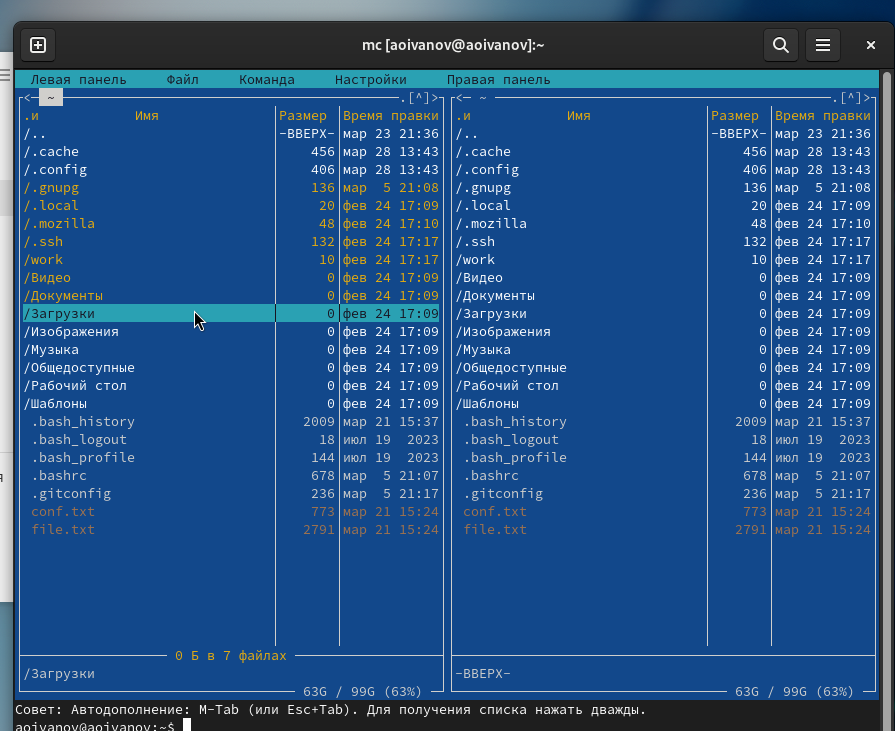 mc [aoivanov@aoivanov]:~
Левая панель Файл Команда Настройки Правая панель
<─ ~ .[^]> <─ ~ .[^]>
.и Имя Размер Время правки .и Имя Размер Время правки
/.. -ВВЕРХ- мар 23 21:36 /.. -ВВЕРХ- мар 23 21:36
/.cache 456 мар 28 13:43 /.cache 456 мар 28 13:43
/.config 406 мар 28 13:43 /.config 406 мар 28 13:43
/.gnupg 136 мар 5 21:08 /.gnupg 136 мар 5 21:08
/.local 20 фев 24 17:09 /.local 20 фев 24 17:09
/.mozilla 48 фев 24 17:10 /.mozilla 48 фев 24 17:10
/.ssh 132 фев 24 17:17 /.ssh 132 фев 24 17:17
/work 10 фев 24 17:17 /work 10 фев 24 17:17
/Видео 0 фев 24 17:09 /Видео 0 фев 24 17:09
/Документы 0 фев 24 17:09 /Документы 0 фев 24 17:09
/Загрузки 0 фев 24 17:09 /Загрузки 0 фев 24 17:09
/Изображения 0 фев 24 17:09 /Изображения 0 фев 24 17:09
/Музыка 0 фев 24 17:09 /Музыка 0 фев 24 17:09
/Общедоступные 0 фев 24 17:09 /Общедоступные 0 фев 24 17:09
/Рабочий стол 0 фев 24 17:09 /Рабочий стол 0 фев 24 17:09
/Шаблоны 0 фев 24 17:09 /Шаблоны 0 фев 24 17:09
.bash_history 2009 мар 21 15:37 .bash_history 2009 мар 21 15:37
.bash_logout 18 июл 19 2023 .bash_logout 18 июл 19 2023
.bash_profile 144 июл 19 2023 .bash_profile 144 июл 19 2023
.bashrc 678 мар 5 21:07 .bashrc 678 мар 5 21:07
.gitconfig 236 мар 5 21:17 .gitconfig 236 мар 5 21:17
conf.txt 773 мар 21 15:24 conf.txt 773 мар 21 15:24
file.txt 2791 мар 21 15:24 file.txt 2791 мар 21 15:24
0 Б в 7 файлах
/Загрузки -ВВЕРХ-
63G / 99G (63%) 63G / 99G (63%)
Совет: Автодополнение: M-Tab (или Esc+Tab). Для получения списка нажать дважды.
aoivanov@aoivanov:~$